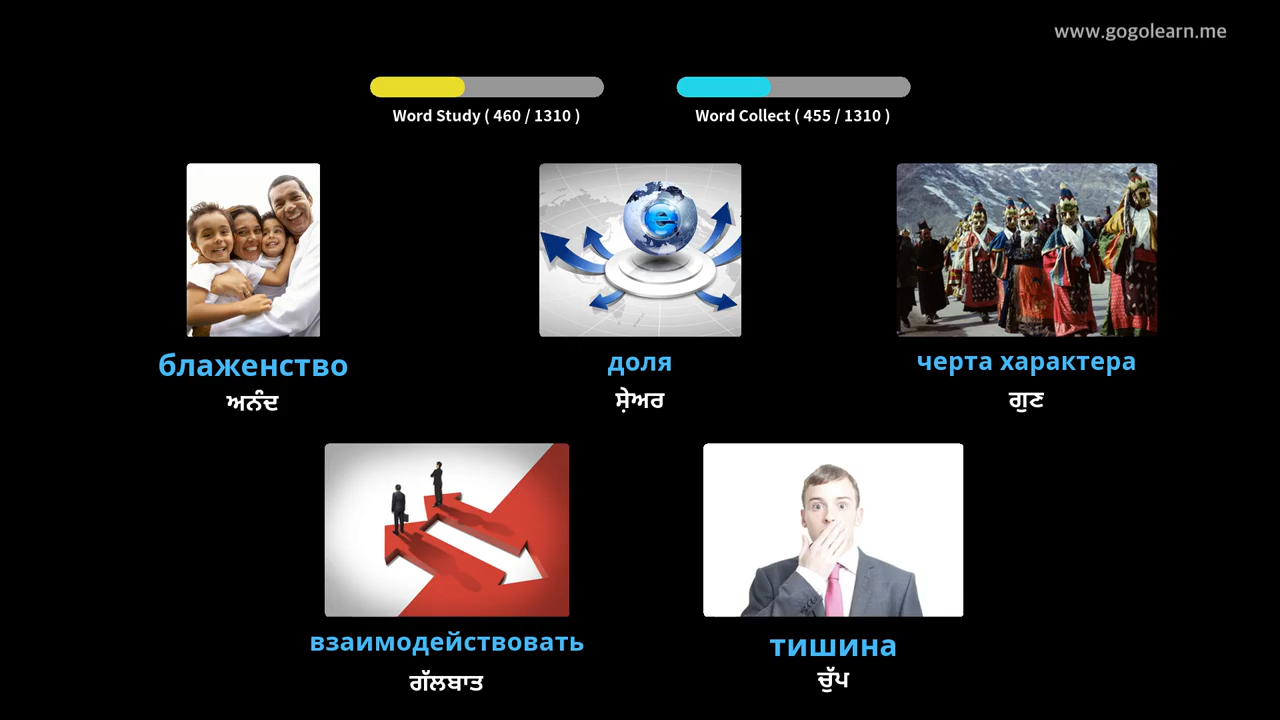 www.gogolearn.me
Word Study ( 460 / 1310 )
Word Collect ( 455 / 1310 )
e
блаженство
ਅਨੰਦ
доля
ਸ਼ੇਅਰ
черта характера
ਗੁਣ
взаимодействовать
ਗੱਲਬਾਤ
тишина
ਚੁੱਪ